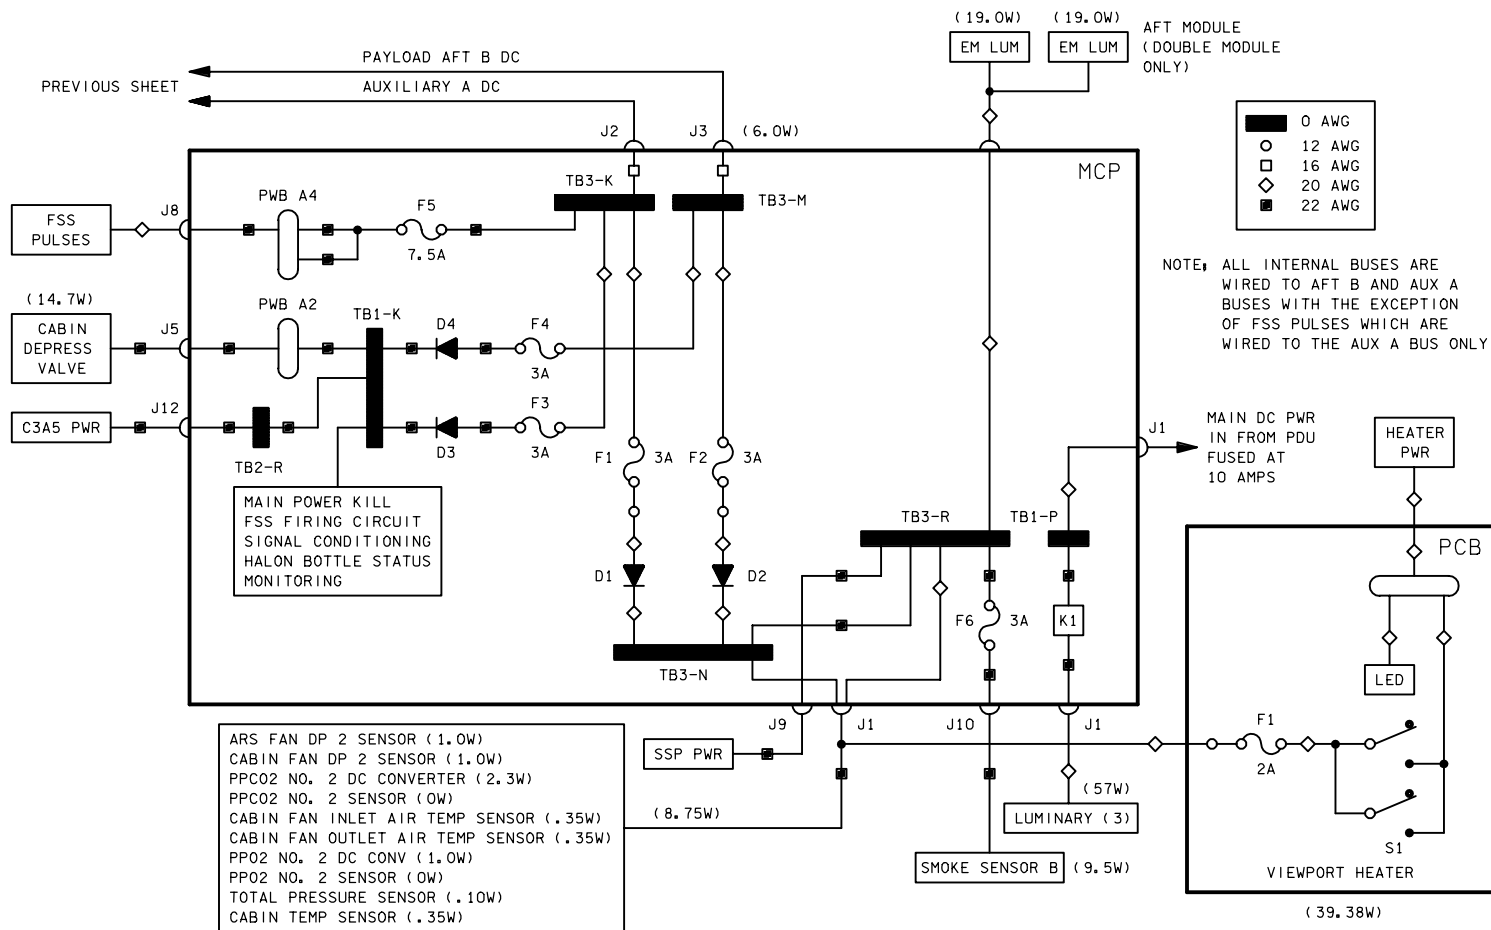 (19.0W)
(19.0W)
EM LUM
EM LUM
AFT MODULE
(DOUBLE MODULE
ONLY)
PAYLOAD AFT B DC
PREVIOUS SHEET
AUXILIARY A DC
J2
J3
(6.0W)
MCP
0 AWG
12 AWG
16 AWG
20 AWG
22 AWG
NOTE: ALL INTERNAL BUSES ARE
WIRED TO AFT B AND AUX A
BUSES WITH THE EXCEPTION
OF FSS PULSES WHICH ARE
WIRED TO THE AUX A BUS ONLY
FSS
PULSES
J8
PWB A4
F5
7.5A
TB3-K
TB3-M
(14.7W)
CABIN
DEPRESS
VALVE
J5
PWB A2
TB1-K
D4
F4
3A
C3A5 PWR
J12
TB2-R
D3
F3
3A
F1
3A
F2
3A
MAIN POWER KILL
FSS FIRING CIRCUIT
SIGNAL CONDITIONING
HALON BOTTLE STATUS
MONITORING
D1
D2
TB3-N
TB3-R
TB1-P
F6
3A
K1
J1
MAIN DC PWR
IN FROM PDU
FUSED AT
10 AMPS
HEATER
PWR
PCB
LED
F1
2A
S1
VIEWPORT HEATER
(39.38W)
J9
J1
J10
J1
SSP PWR
(57W)
LUMINARY (3)
SMOKE SENSOR B
(9.5W)
(8.75W)
ARS FAN DP 2 SENSOR (1.0W)
CABIN FAN DP 2 SENSOR (1.0W)
PPCO2 NO. 2 DC CONVERTER (2.3W)
PPCO2 NO. 2 SENSOR (0W)
CABIN FAN INLET AIR TEMP SENSOR (.35W)
CABIN FAN OUTLET AIR TEMP SENSOR (.35W)
PPO2 NO. 2 DC CONV (1.0W)
PPO2 NO. 2 SENSOR (0W)
TOTAL PRESSURE SENSOR (.10W)
CABIN TEMP SENSOR (.35W)